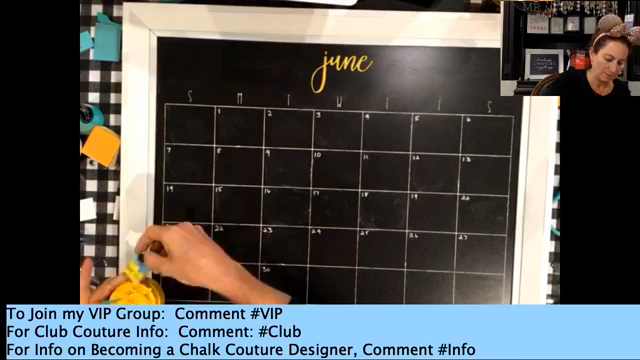 june
S M T W T F S
1 2 3 4 5 6
7 8 9 10 11 12 13
14 15 16 17 18 19 20
22 23 24 25 26 27
30
To Join my VIP Group: Comment #VIP
For Club Couture Info: Comment: #Club
For Info on Becoming a Chalk Couture Designer, Comment #Info